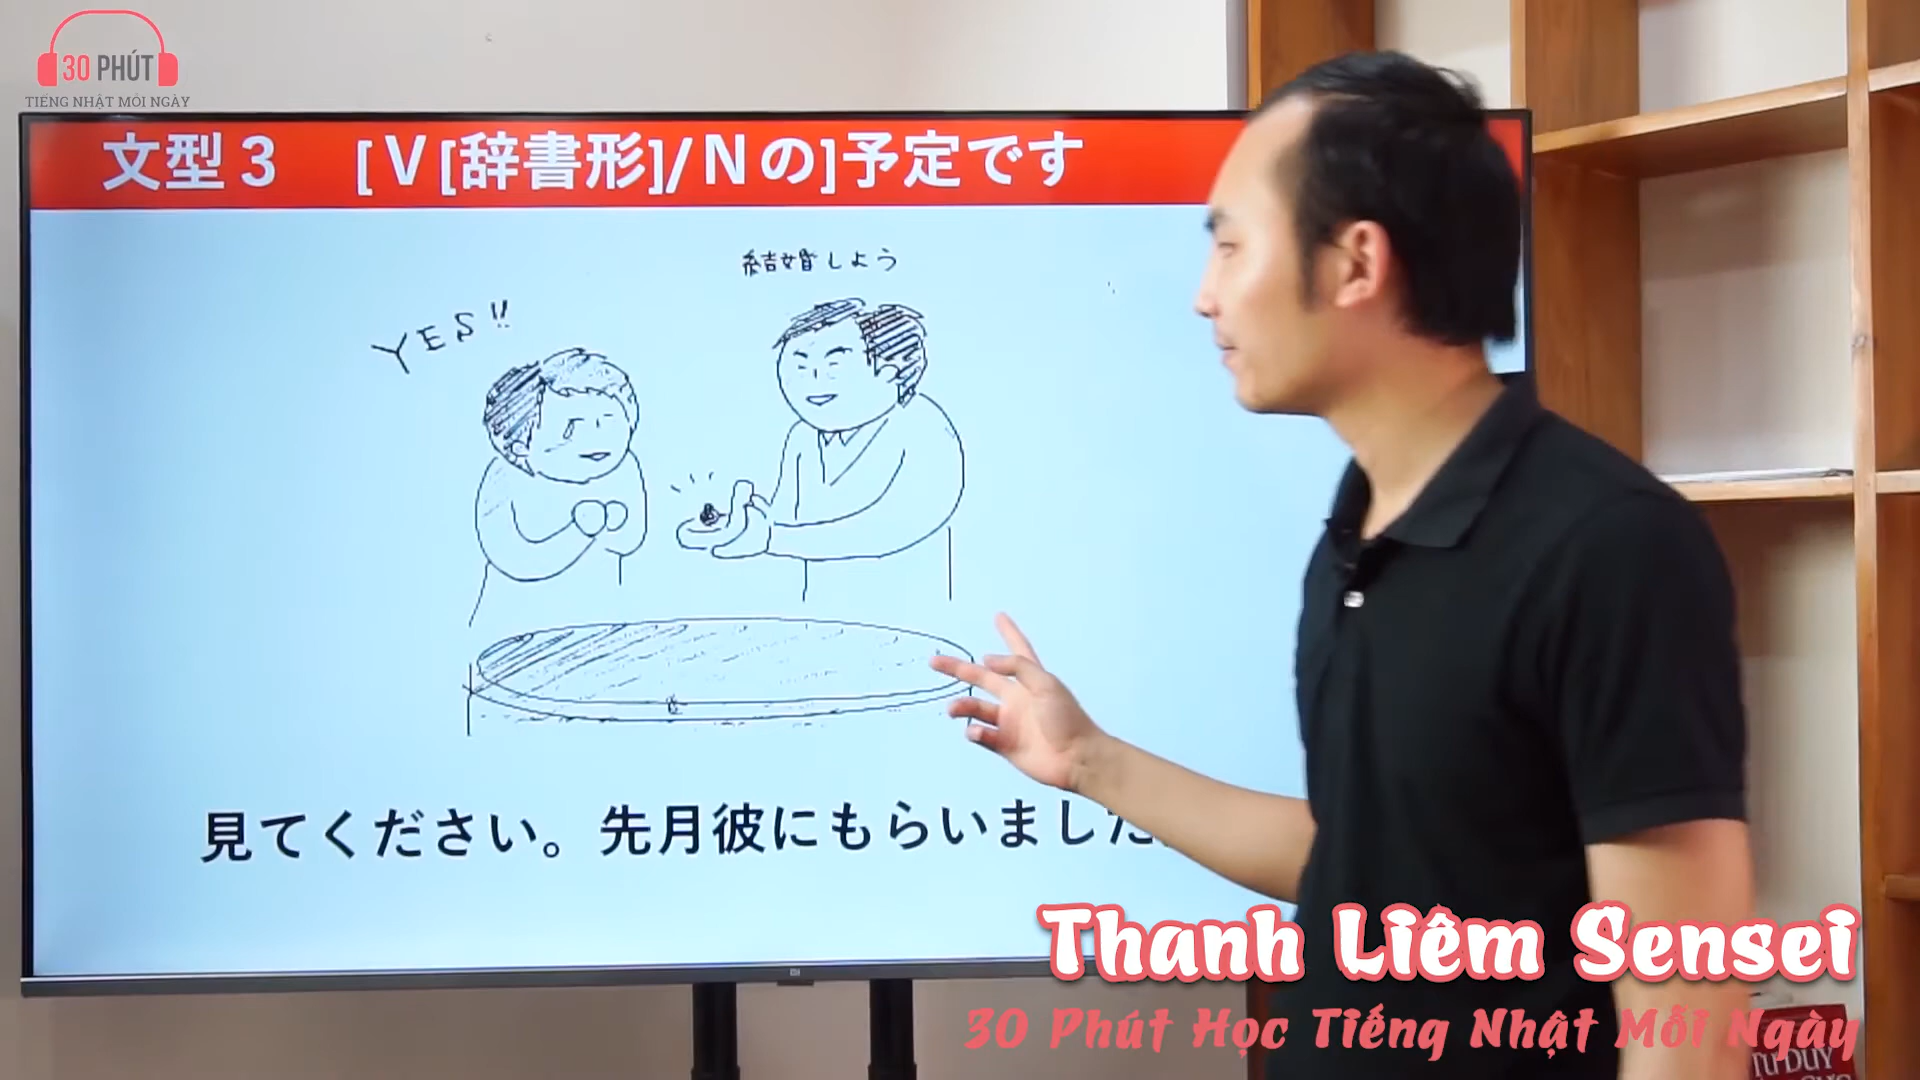 30 PHÚT
TIẾNG NHẬT MỖI NGÀY
文型３　[Ｖ[辞書形]/Ｎの]予定です
結婚しよう
YES!!
見てください。先月彼にもらいました
Thanh Liêm Sensei
30 Phút Học Tiếng Nhật Mỗi Ngày
TƯ DUY